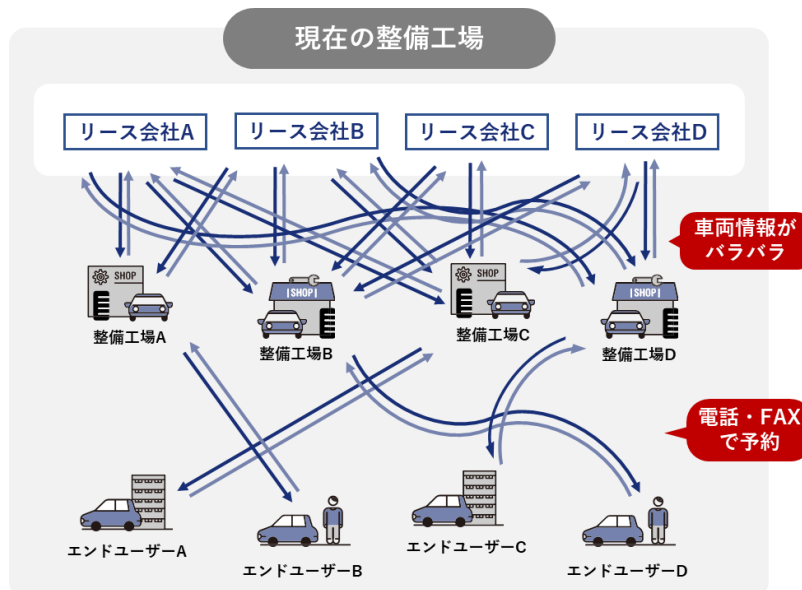 現在の整備工場
リース会社A
リース会社B
リース会社C
リース会社D
車両情報が
バラバラ
SHOP
SHOP
SHOP
SHOP
整備工場A
整備工場B
整備工場C
整備工場D
電話・FAX
で予約
エンドユーザーA
エンドユーザーB
エンドユーザーC
エンドユーザーD